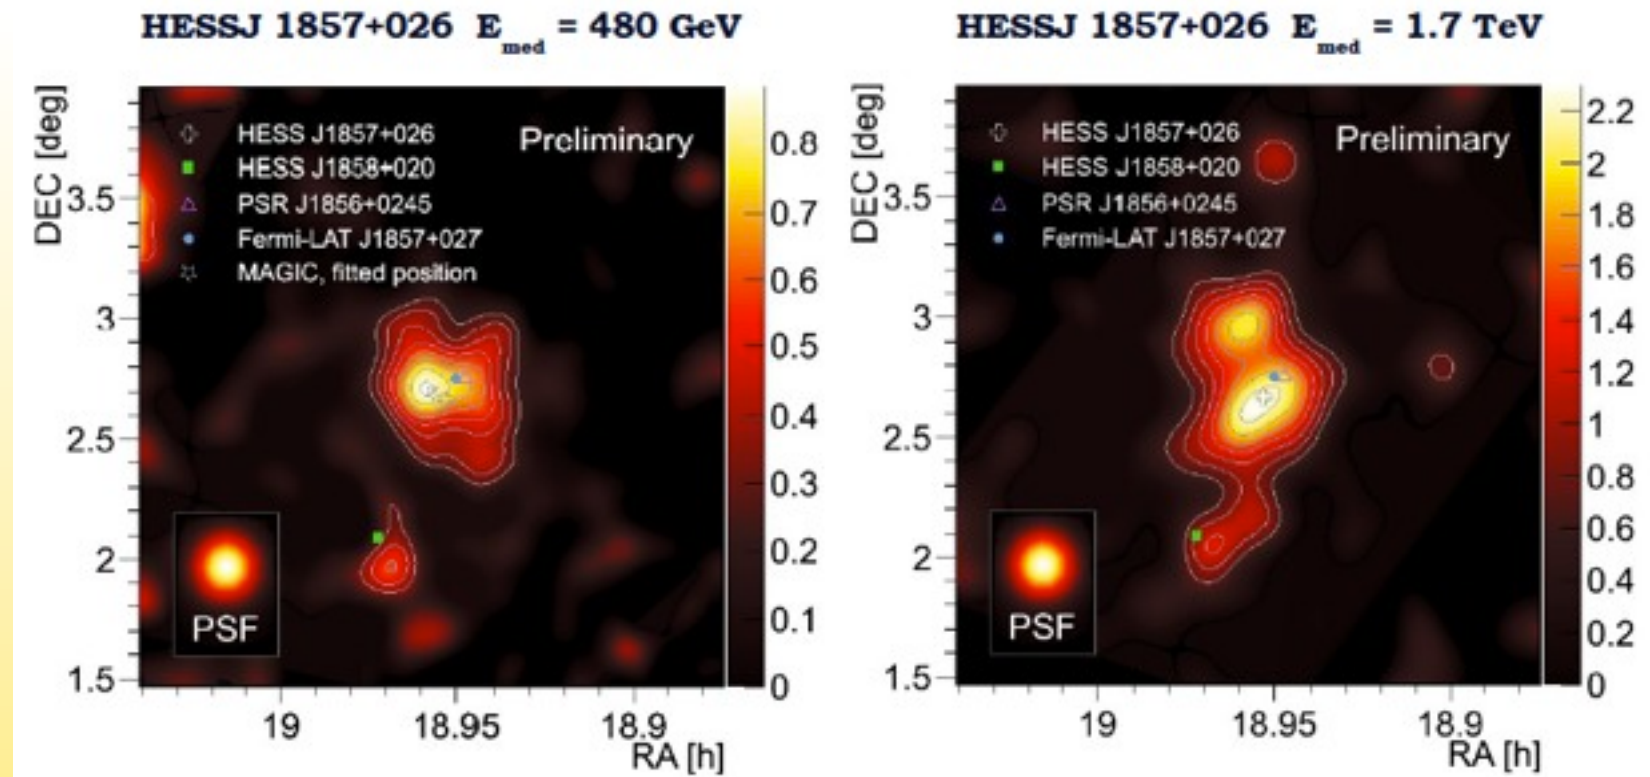 HESSJ 1857+026 E_med = 480 GeV
DEC [deg]
HESS J1857+026
HESS J1858+020
PSR J1856+0245
Fermi-LAT J1857+027
MAGIC, fitted position
Preliminary
3.5
3
2.5
2
1.5
PSF
19
18.95
18.9
RA [h]
0.8
0.7
0.6
0.5
0.4
0.3
0.2
0.1
0
HESSJ 1857+026 E_med = 1.7 TeV
DEC [deg]
HESS J1857+026
HESS J1858+020
PSR J1856+0245
Fermi-LAT J1857+027
Preliminary
3.5
3
2.5
2
1.5
PSF
19
18.95
18.9
RA [h]
2.2
2
1.8
1.6
1.4
1.2
1
0.8
0.6
0.4
0.2
0